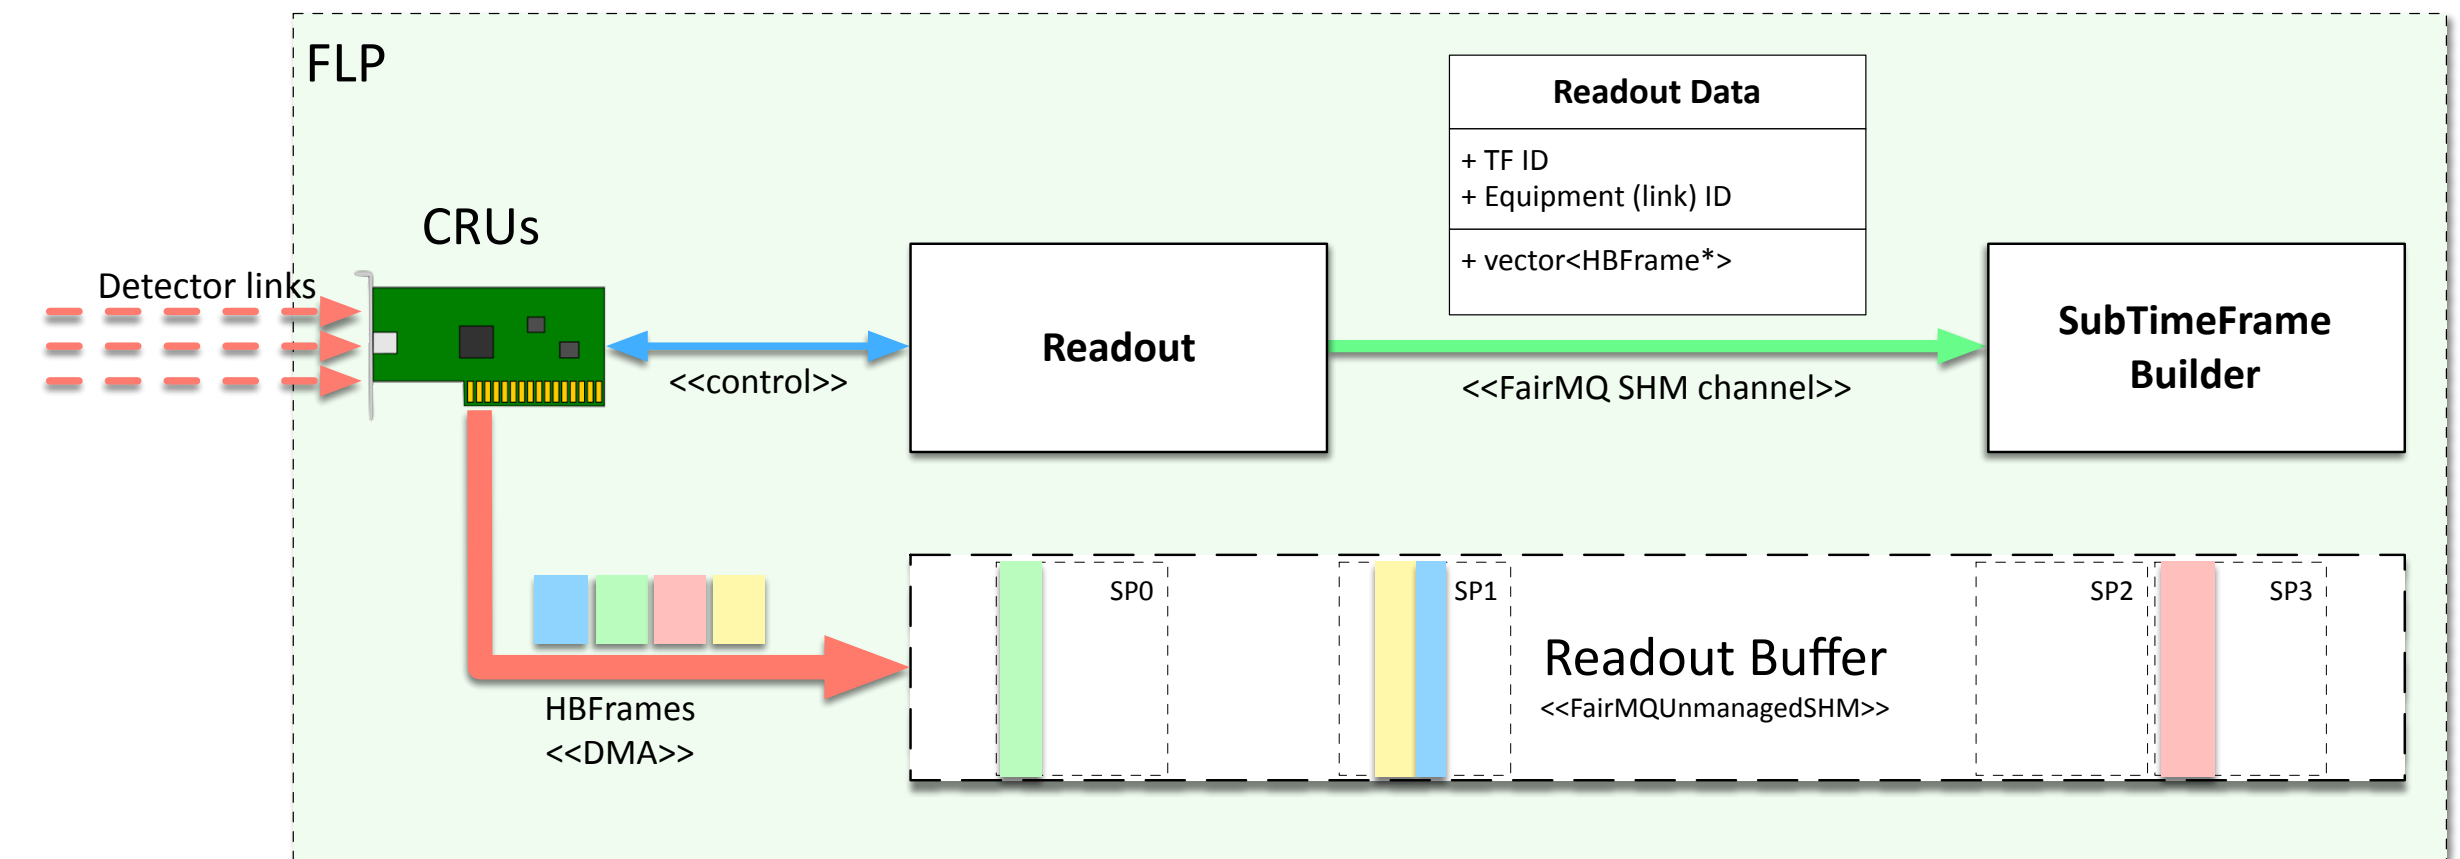 FLP
Readout Data
+ TF ID
+ Equipment (link) ID
+ vector<HBFrame*>
CRUs
Detector links
<<control>>
Readout
<<FairMQ SHM channel>>
SubTimeFrame
Builder
HBFrames
<<DMA>>
SP0
SP1
SP2
SP3
Readout Buffer
<<FairMQUnmanagedSHM>>